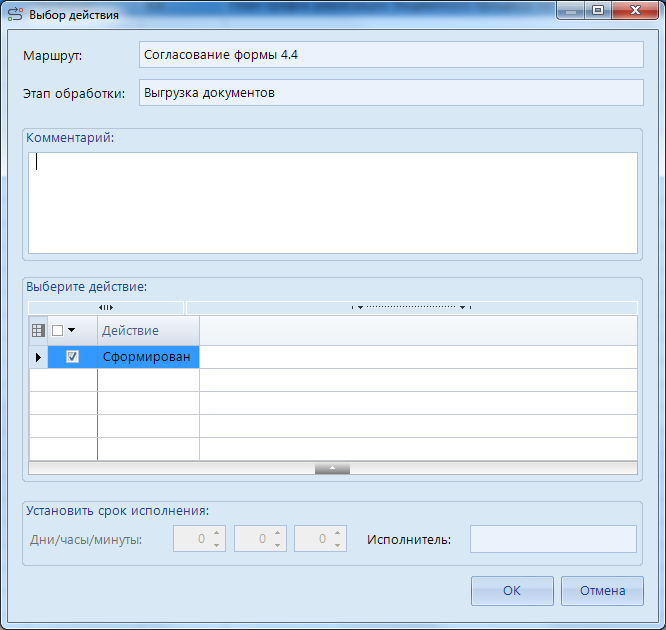 Выбор действия
Маршрут: Согласование формы 4.4
Этап обработки: Выгрузка документов
Комментарий:
Выберите действие:
Действие
Сформирован
Установить срок исполнения:
Дни/часы/минуты: 0 0 0 Исполнитель:
OK Отмена